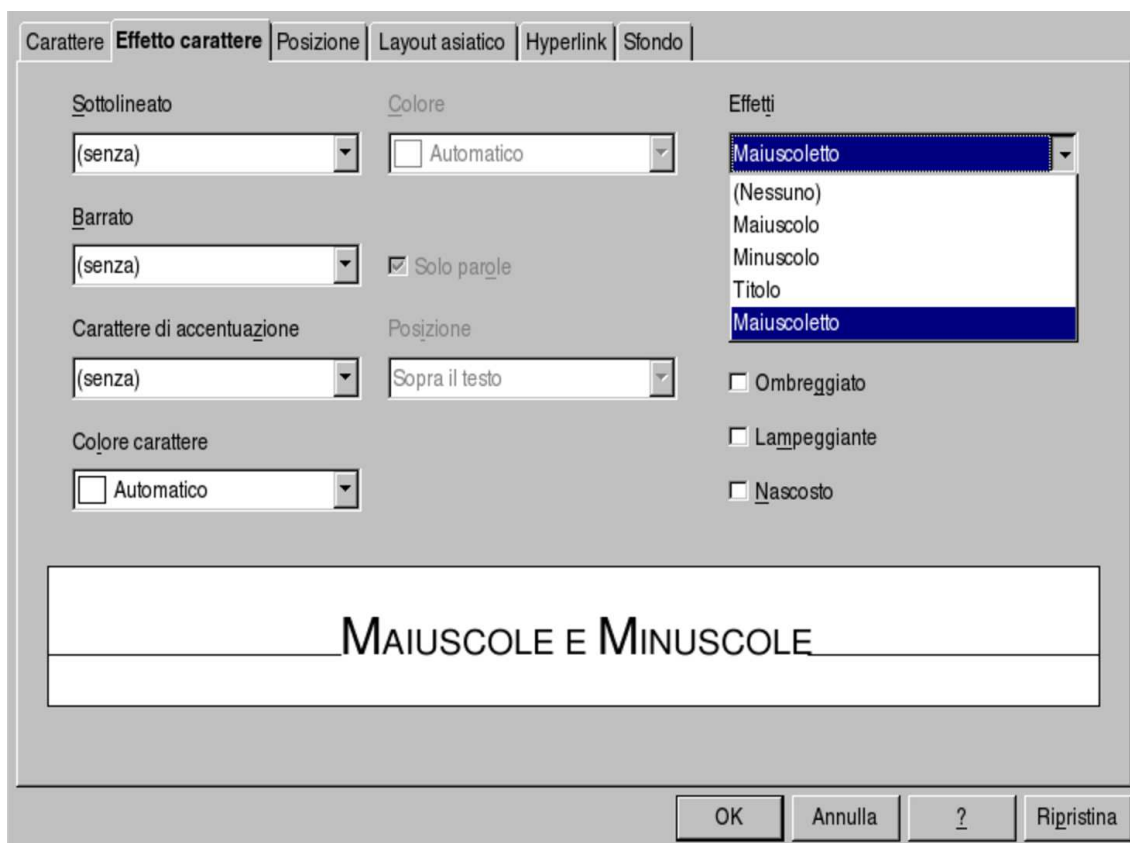 Carattere Effetto carattere Posizione Layout asiatico Hyperlink Sfondo
Sottolineato Colore Effetti
(senza) Automatico Maiuscoletto
(Nessuno)
Barrato Maiuscolo
(senza) Solo parole Minuscolo
Titolo
Carattere di accentuazione Posizione Maiuscoletto
(senza) Sopra il testo Ombreggiato
Colore carattere Lampeggiante
Automatico Nascosto
MAIUSCOLE E MINUSCOLE
OK Annulla ? Ripristina